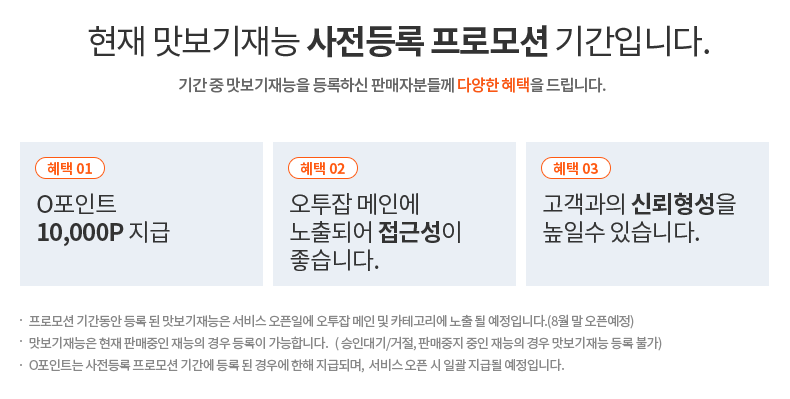 현재 맛보기재능 사전등록 프로모션 기간입니다.
기간 중 맛보기재능을 등록하신 판매자분들께 다양한 혜택을 드립니다.
혜택 01
O포인트
10,000P 지급
혜택 02
오투잡 메인에
노출되어 접근성이
좋습니다.
혜택 03
고객과의 신뢰형성을
높일수 있습니다.
· 프로모션 기간동안 등록 된 맛보기재능은 서비스 오픈일에 오투잡 메인 및 카테고리에 노출 될 예정입니다.(8월 말 오픈예정)
· 맛보기재능은 현재 판매중인 재능의 경우 등록이 가능합니다. ( 승인대기/거절, 판매중지 중인 재능의 경우 맛보기재능 등록 불가)
· O포인트는 사전등록 프로모션 기간에 등록 된 경우에 한해 지급되며, 서비스 오픈 시 일괄 지급될 예정입니다.